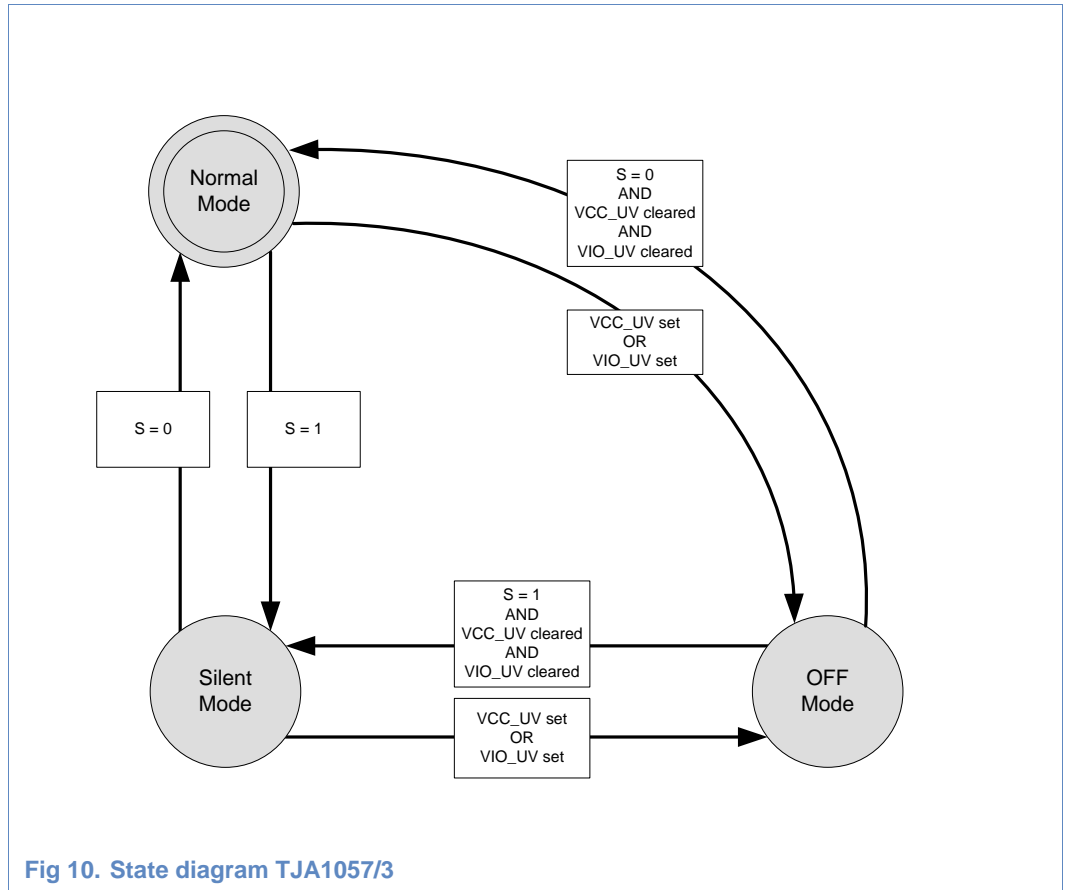 Normal
Mode
S = 0
AND
VCC_UV cleared
AND
VIO_UV cleared
VCC_UV set
OR
VIO_UV set
S = 0
S = 1
S = 1
AND
VCC_UV cleared
AND
VIO_UV cleared
Silent
Mode
OFF
Mode
VCC_UV set
OR
VIO_UV set
Fig 10. State diagram TJA1057/3